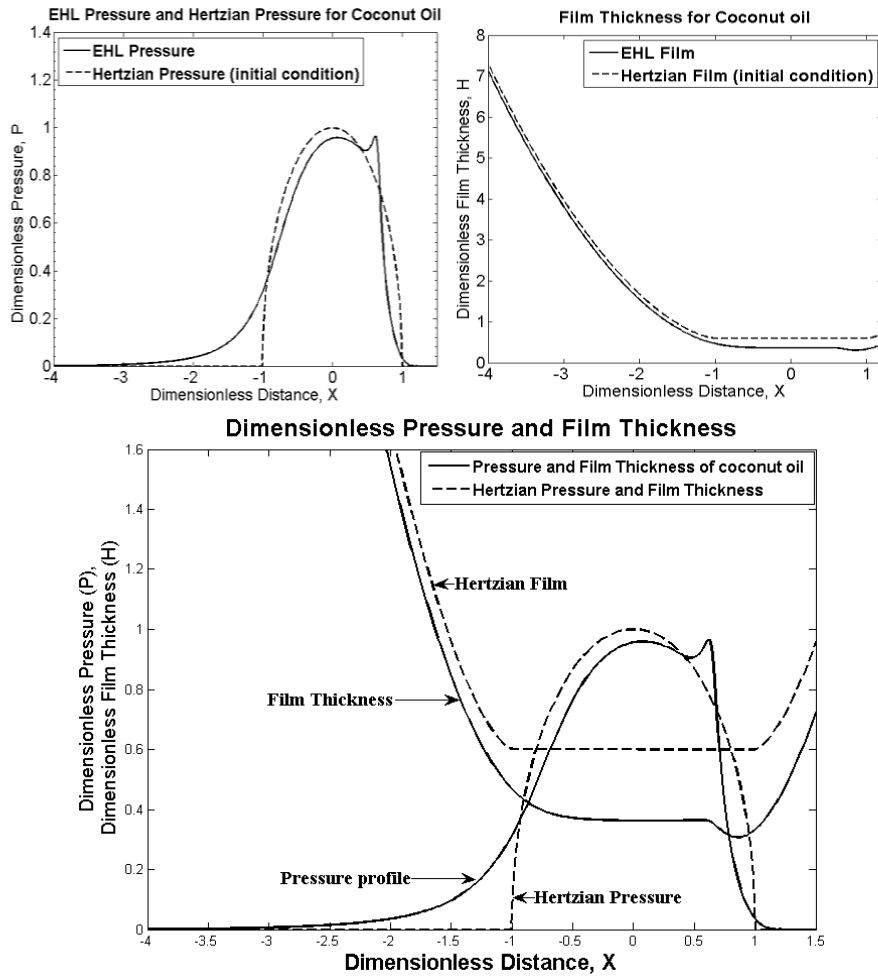 EHL Pressure and Hertzian Pressure for Coconut Oil
1.4
1.2
1
0.8
0.6
0.4
0.2
0
Dimensionless Pressure, P
EHL Pressure
Hertzian Pressure (initial condition)
-4
-3
-2
-1
0
1
Dimensionless Distance, X
Film Thickness for Coconut oil
8
7
6
5
4
3
2
1
0
Dimensionless Film Thickness, H
EHL Film
Hertzian Film (initial condition)
-4
-3
-2
-1
0
1
Dimensionless Distance, X
Dimensionless Pressure and Film Thickness
1.6
1.4
1.2
1
0.8
0.6
0.4
0.2
0
Dimensionless Pressure (P),
Dimensionless Film Thickness (H)
Pressure and Film Thickness of coconut oil
Hertzian Pressure and Film Thickness
Hertzian Film
Film Thickness
Pressure profile
Hertzian Pressure
-4
-3.5
-3
-2.5
-2
-1.5
-1
-0.5
0
0.5
1
1.5
Dimensionless Distance, X